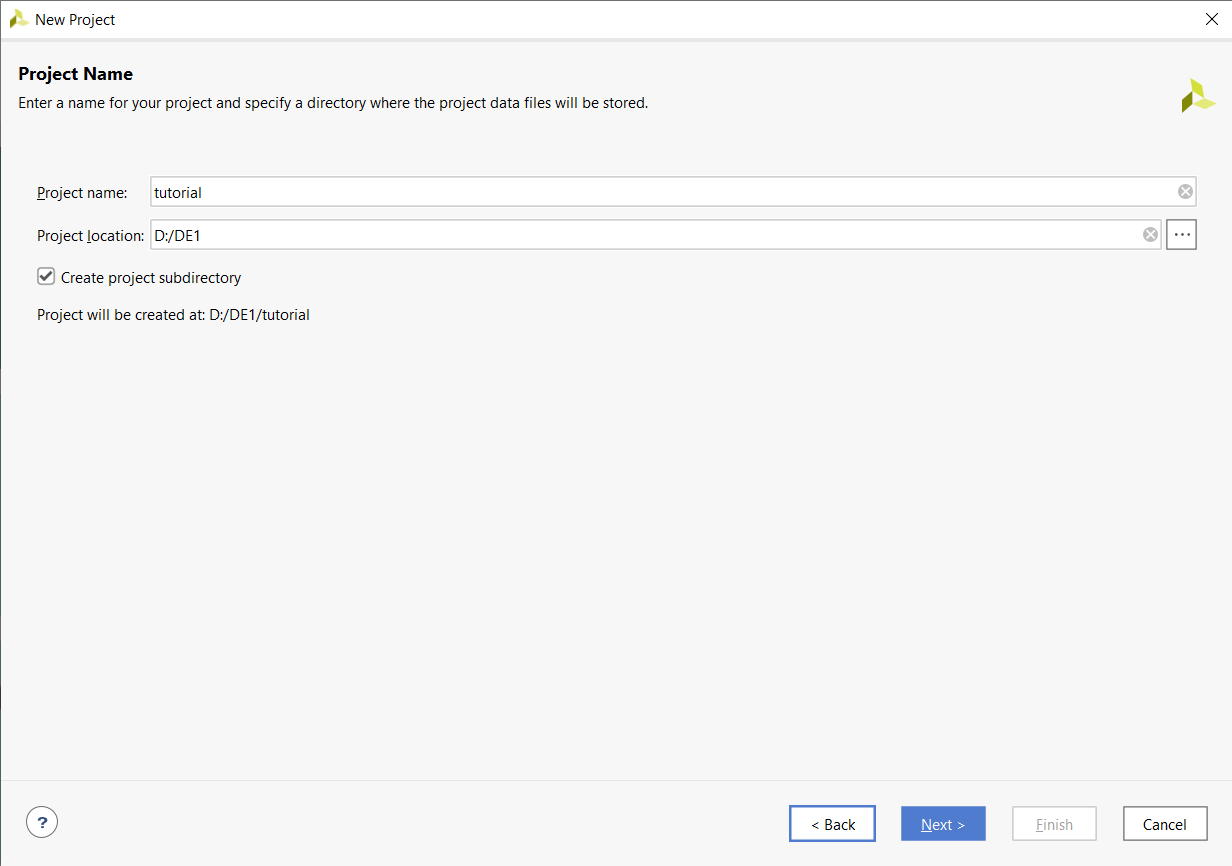 New Project
Project Name
Enter a name for your project and specify a directory where the project data files will be stored.
Project name: tutorial
Project location: D:/DE1 ...
Create project subdirectory
Project will be created at: D:/DE1/tutorial
? < Back Next > Finish Cancel